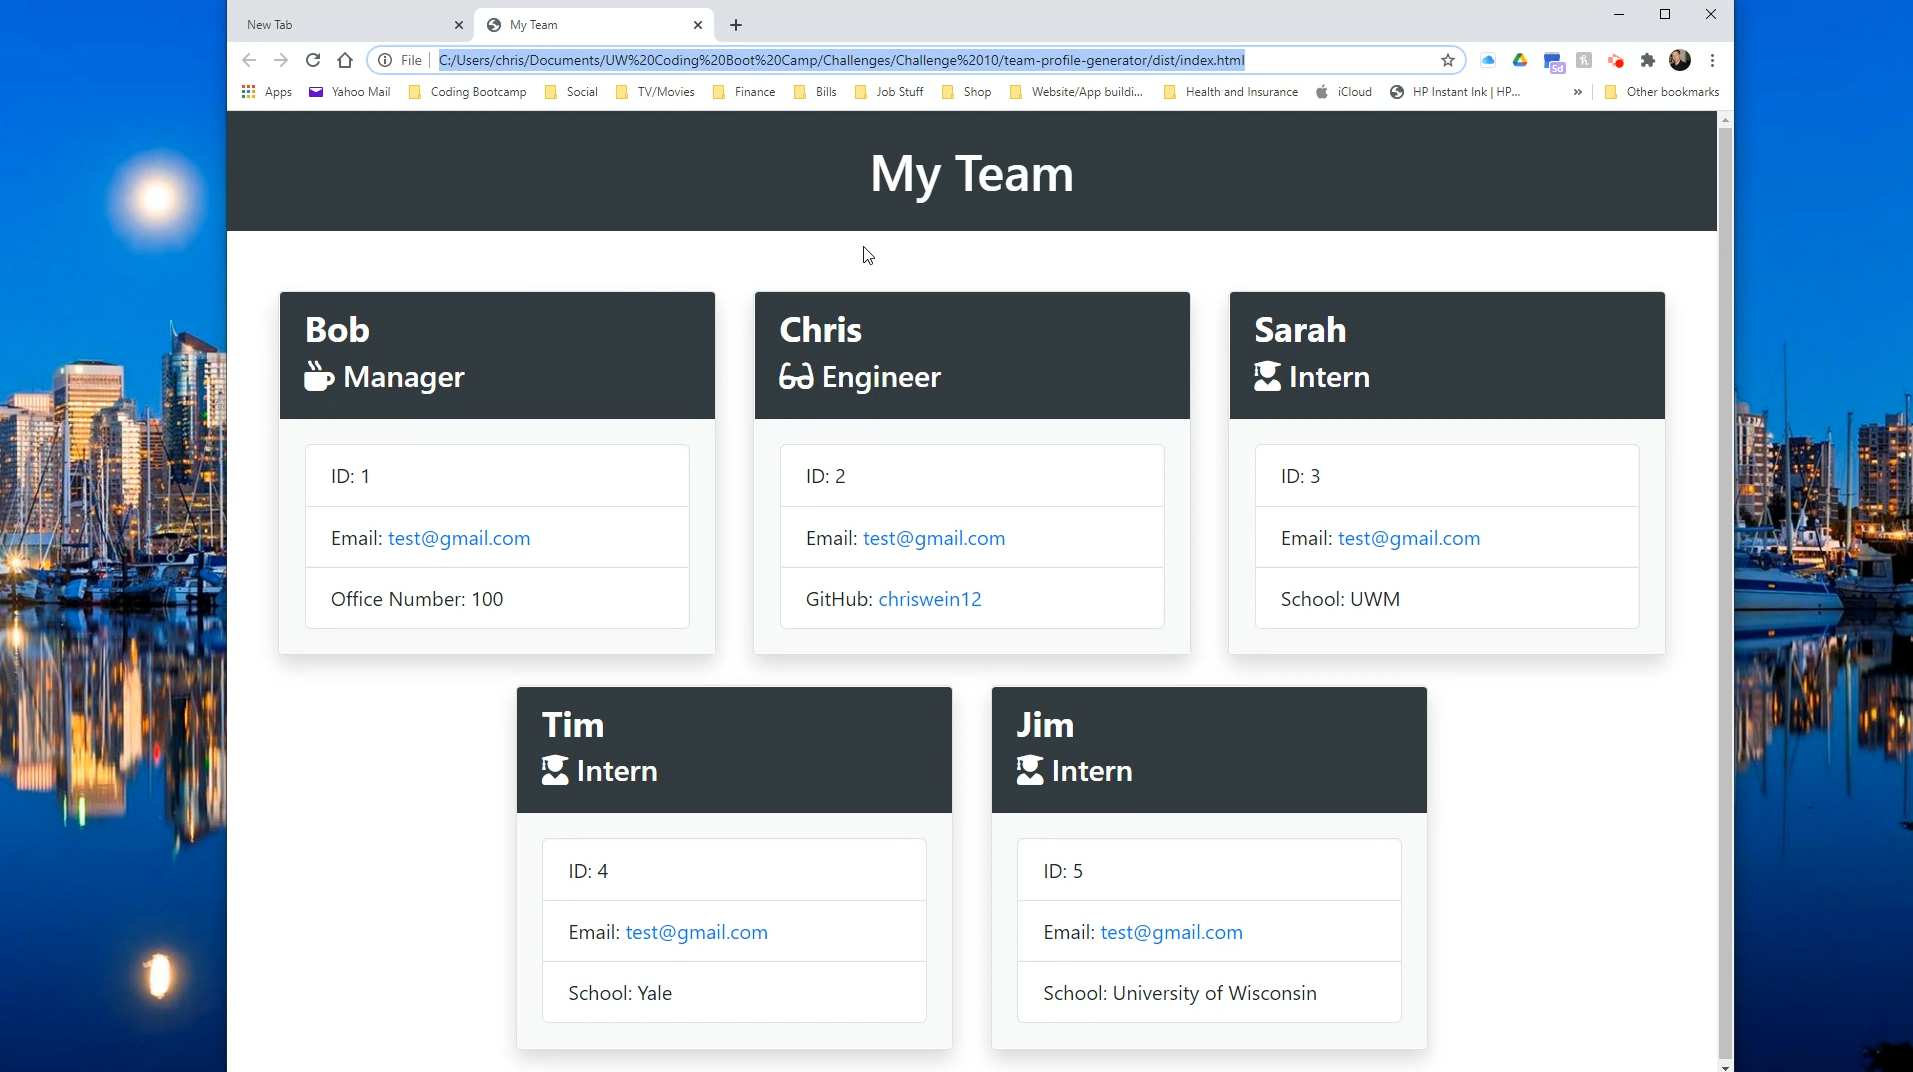 New Tab
My Team
File
C:/Users/chris/Documents/UW%20Coding%20Boot%20Camp/Challenges/Challenge%2010/team-profile-generator/dist/index.html
5d
Apps Yahoo Mail Coding Bootcamp Social TV/Movies Finance Bills Job Stuff Shop Website/App buildi... Health and Insurance iCloud HP Instant Ink | HP... » Other bookmarks
My Team
Bob
Manager
ID: 1
Email: test@gmail.com
Office Number: 100
Chris
Engineer
ID: 2
Email: test@gmail.com
GitHub: chriswein12
Sarah
Intern
ID: 3
Email: test@gmail.com
School: UWM
Tim
Intern
ID: 4
Email: test@gmail.com
School: Yale
Jim
Intern
ID: 5
Email: test@gmail.com
School: University of Wisconsin